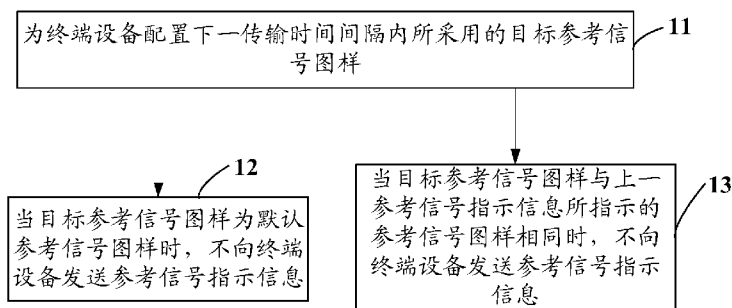 为终端设备配置下一传输时间间隔内所采用的目标参考信
号图样
11
12
当目标参考信号图样为默认
参考信号图样时，不向终端
设备发送参考信号指示信息
当目标参考信号图样与上一
参考信号指示信息所指示的
参考信号图样相同时，不向
终端设备发送参考信号指示
信息
13